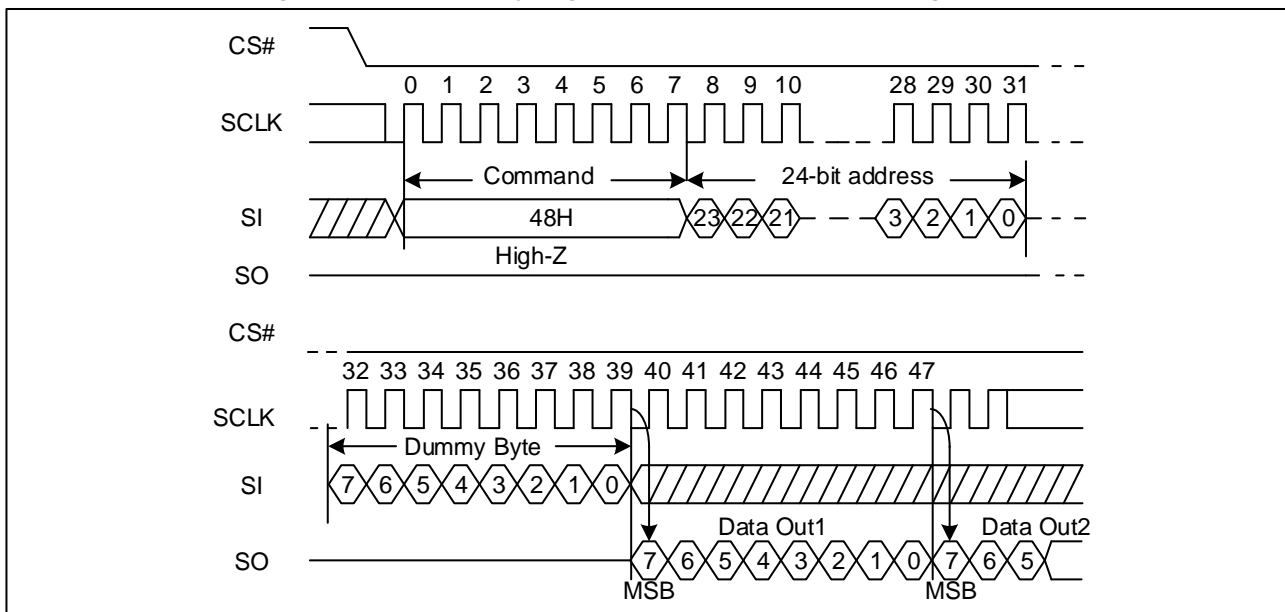 CS#
0 1 2 3 4 5 6 7 8 9 10 28 29 30 31
SCLK
Command 24-bit address
SI 48H 23 22 21 3 2 1 0
High-Z
SO
CS#
32 33 34 35 36 37 38 39 40 41 42 43 44 45 46 47
SCLK
Dummy Byte
SI 7 6 5 4 3 2 1 0
Data Out1 Data Out2
SO 7 6 5 4 3 2 1 0 7 6 5
MSB MSB